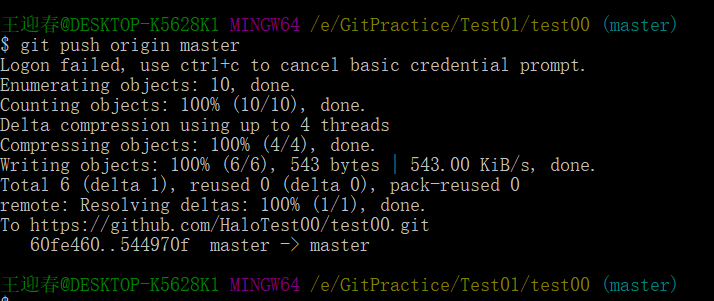 王迎春@DESKTOP-K5628K1 MINGW64 /e/GitPractice/Test01/test00 (master)
$ git push origin master
Logon failed, use ctrl+c to cancel basic credential prompt.
Enumerating objects: 10, done.
Counting objects: 100% (10/10), done.
Delta compression using up to 4 threads
Compressing objects: 100% (4/4), done.
Writing objects: 100% (6/6), 543 bytes | 543.00 KiB/s, done.
Total 6 (delta 1), reused 0 (delta 0), pack-reused 0
remote: Resolving deltas: 100% (1/1), done.
To https://github.com/HaloTest00/test00.git
   60fe460..544970f  master -> master
王迎春@DESKTOP-K5628K1 MINGW64 /e/GitPractice/Test01/test00 (master)
$